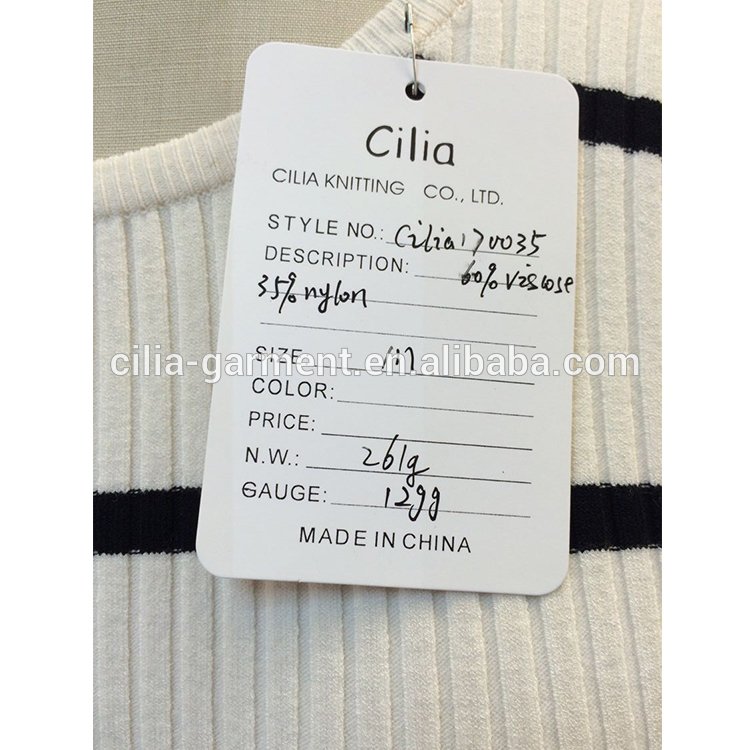 Cilia
CILIA KNITTING CO., LTD.
STYLE NO.: Cilia170035
DESCRIPTION: 60% viscose
35% nylon
SIZE M
cilia-garment.en.alibaba.com
COLOR:
PRICE:
N.W.: 261g
GAUGE: 12gg
MADE IN CHINA